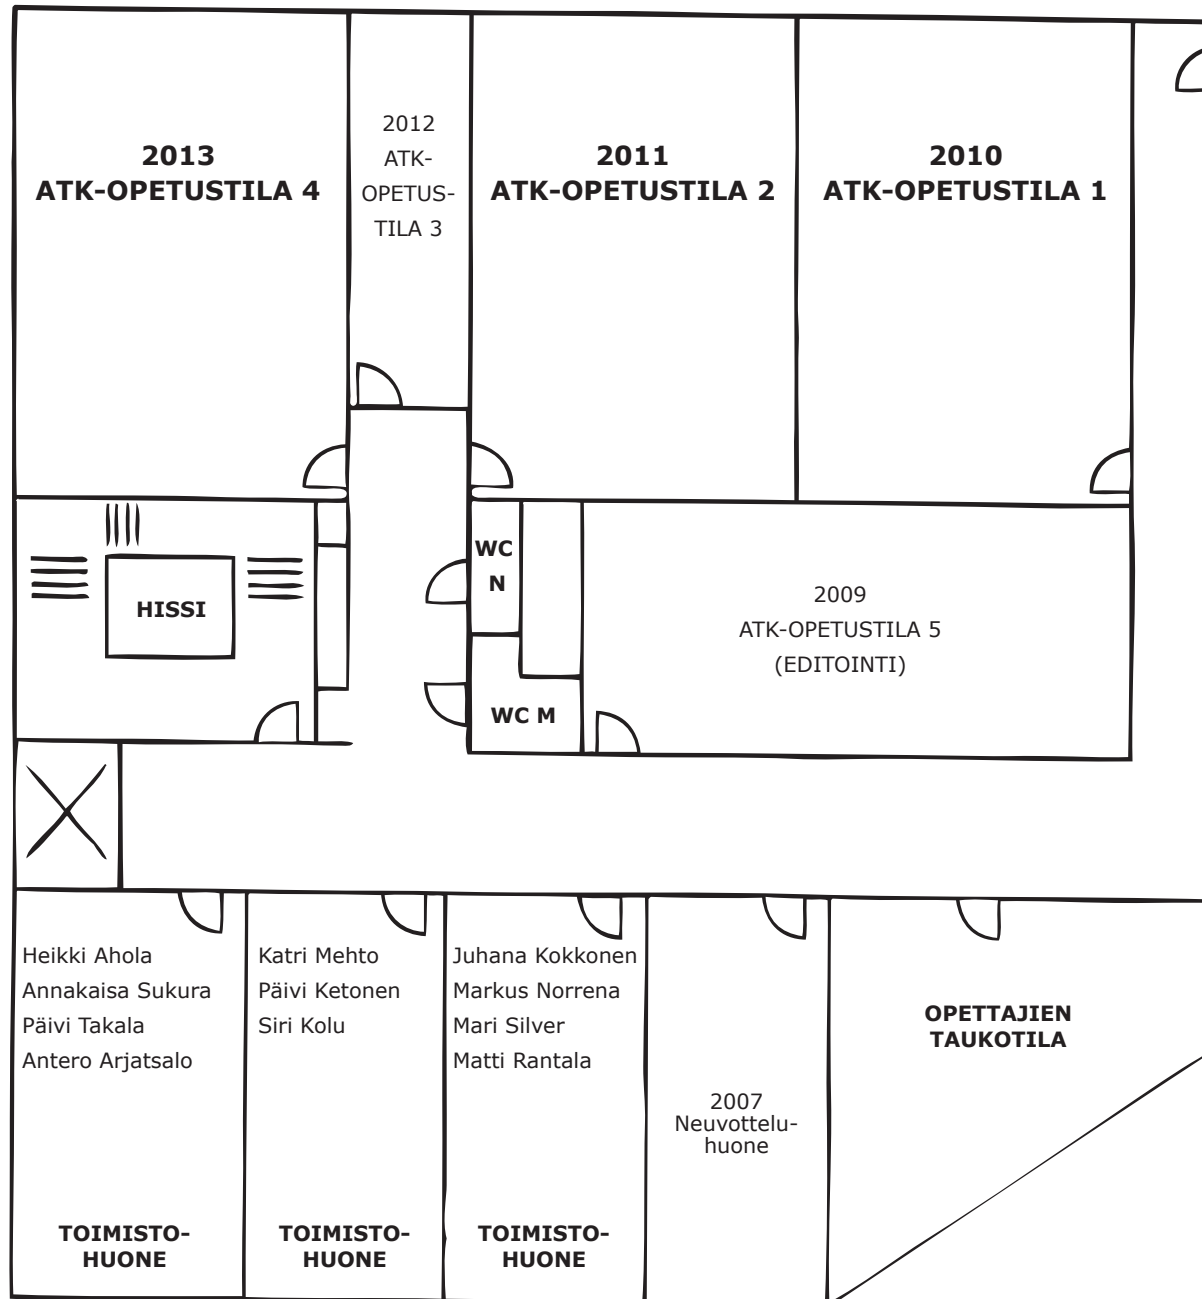 2013
ATK-OPETUSTILA 4
2012
ATK-
OPETUS-
TILA 3
2011
ATK-OPETUSTILA 2
2010
ATK-OPETUSTILA 1
HISSI
WC
N
WC M
2009
ATK-OPETUSTILA 5
(EDITOINTI)
Heikki Ahola
Annakaisa Sukura
Päivi Takala
Antero Arjatsalo
TOIMISTO-
HUONE
Katri Mehto
Päivi Ketonen
Siri Kolu
TOIMISTO-
HUONE
Juhana Kokkonen
Markus Norrena
Mari Silver
Matti Rantala
TOIMISTO-
HUONE
2007
Neuvottelu-
huone
OPETTAJIEN
TAUKOTILA